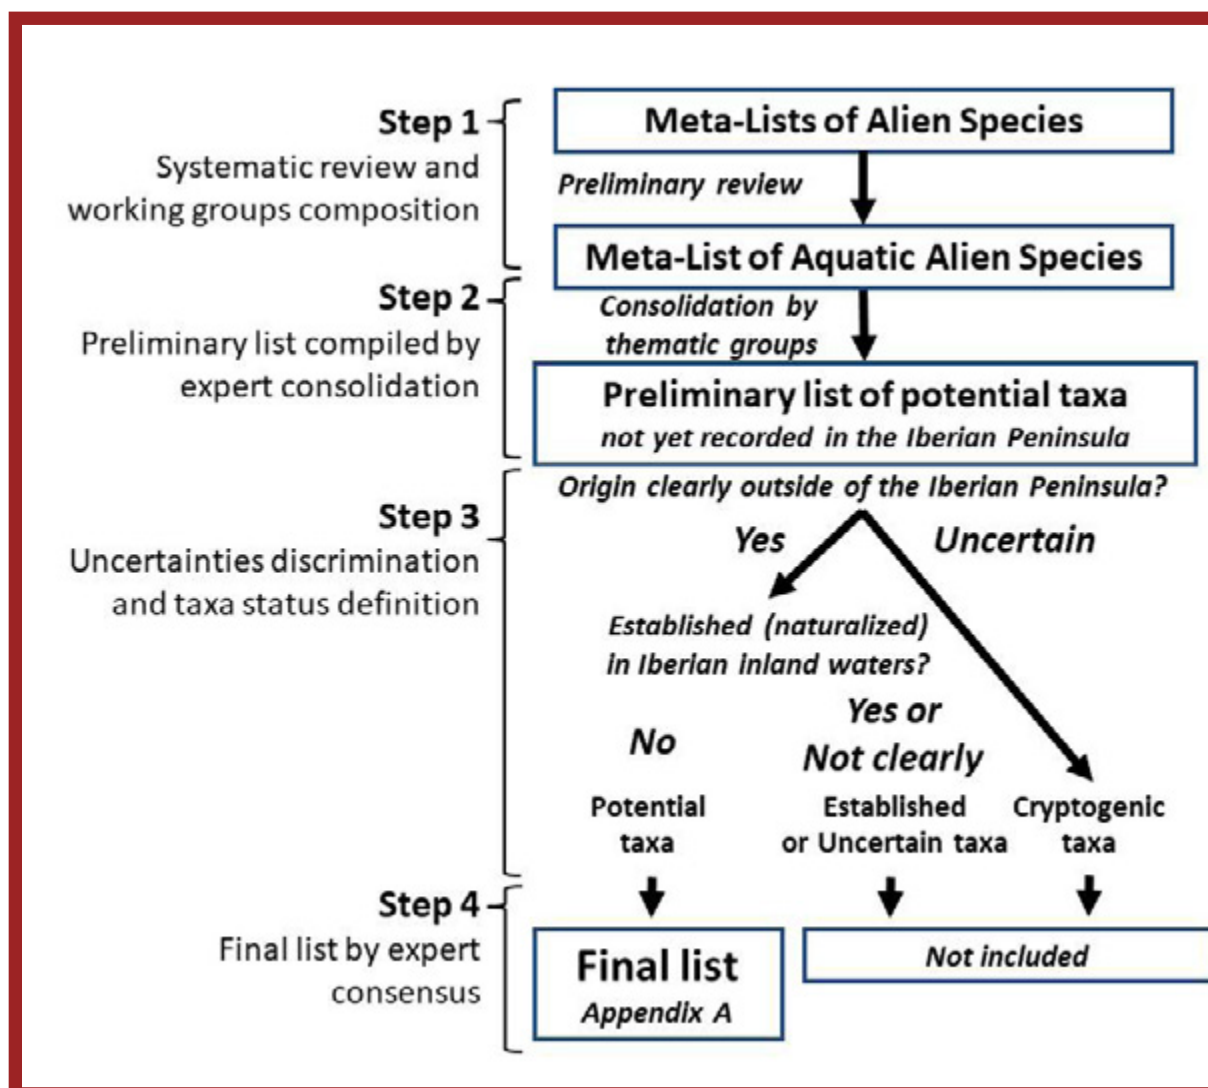 Step 1
Systematic review and
working groups composition
Meta-Lists of Alien Species
Preliminary review
Meta-List of Aquatic Alien Species
Step 2
Preliminary list compiled by
expert consolidation
Consolidation by
thematic groups
Preliminary list of potential taxa
not yet recorded in the Iberian Peninsula
Step 3
Uncertainties discrimination
and taxa status definition
Origin clearly outside of the Iberian Peninsula?
Yes
Uncertain
Established (naturalized)
in Iberian inland waters?
No
Yes or
Not clearly
Potential
taxa
Established
or Uncertain taxa
Cryptogenic
taxa
Step 4
Final list by expert
consensus
Final list
Appendix A
Not included